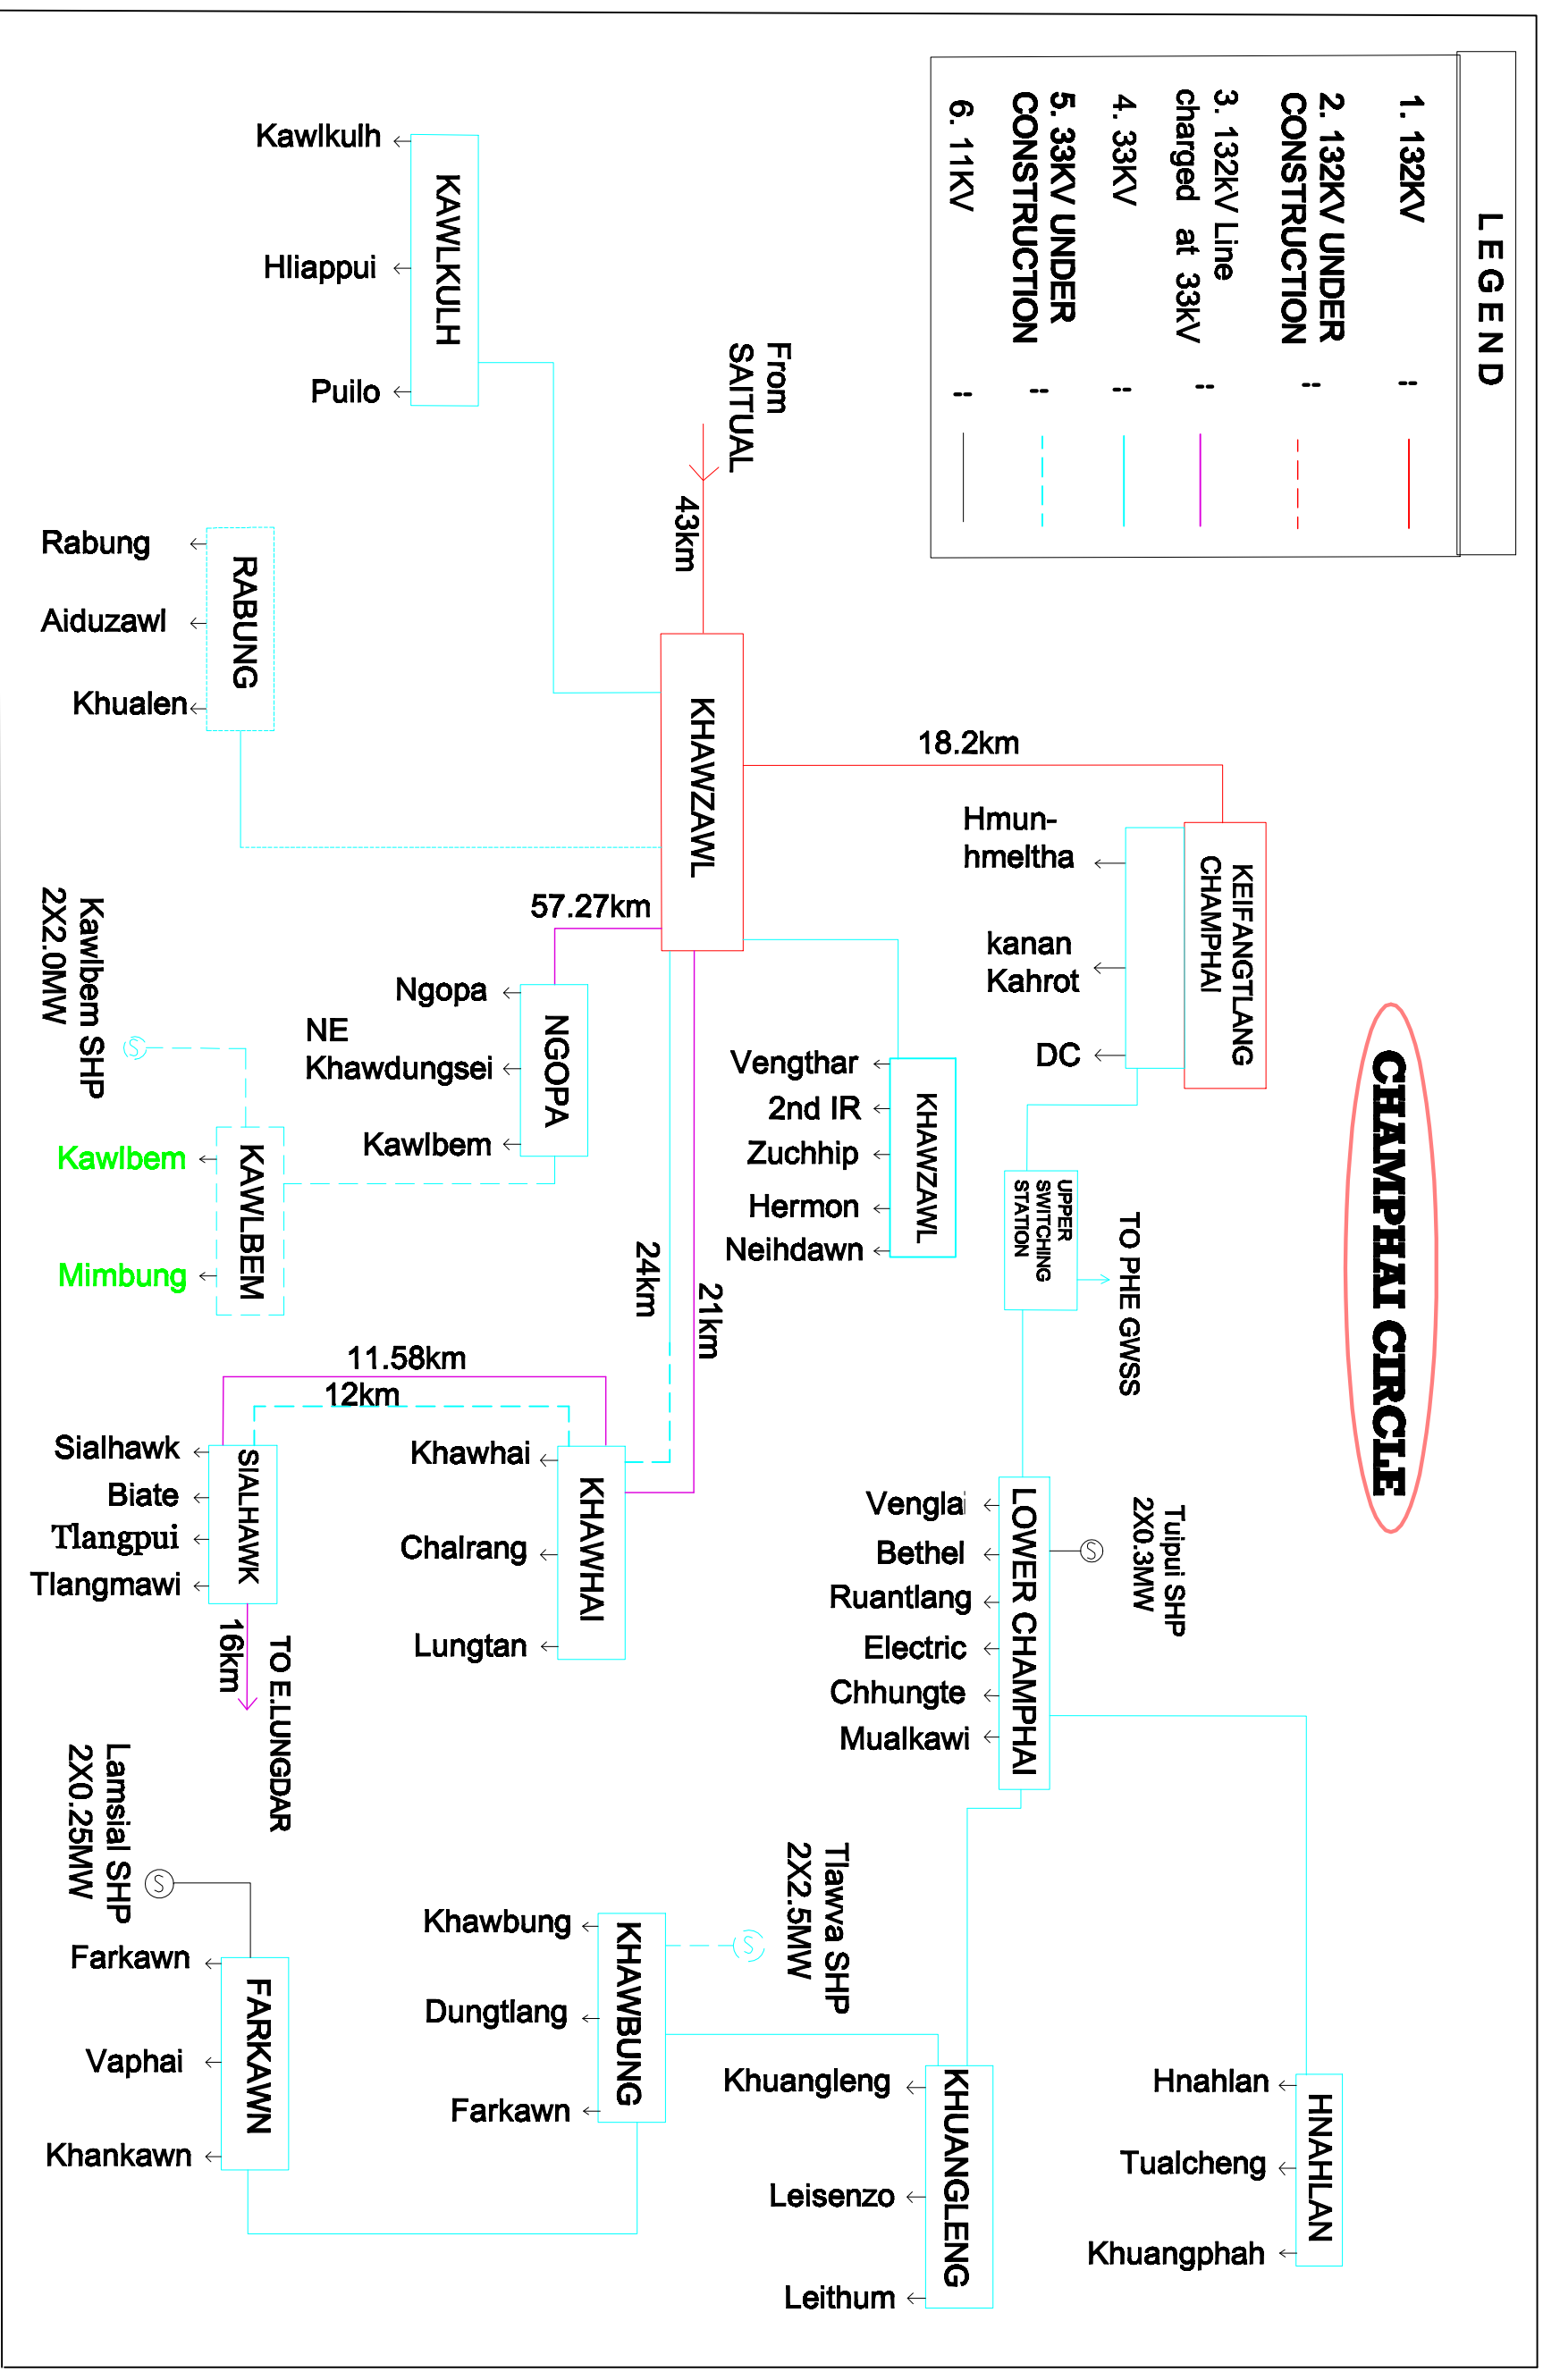 CHAMPHAI CIRCLE
LEGEND
1. 132KV --
2. 132KV UNDER
CONSTRUCTION --
3. 132kV Line
charged at 33kV --
4. 33KV --
5. 33KV UNDER
CONSTRUCTION --
6. 11KV --
From
SAITUAL
43km
KHAWZAWL
18.2km
KEIFANGTLANG
CHAMPHAI
Hmun-
hmeltha
kanan
Kahrot
DC
UPPER
SWITCHING
STATION
TO PHE GWSS
KAWLKULH
Kawlkulh
Hliappui
Puilo
RABUNG
Rabung
Aiduzawl
Khualen
57.27km
NGOPA
Ngopa
NE
Khawdungsei
Kawlbem
Kawlbem SHP
2X2.0MW
S
KAWLBEM
Kawlbem
Mimbung
KHAWZAWL
Vengthar
2nd IR
Zuchhip
Hermon
Neihdawn
24km
21km
11.58km
12km
SIALHAWK
Sialhawk
Biate
Tlangpui
Tlangmawi
16km
TO E.LUNGDAR
KHAWHAI
Khawhai
Chalrang
Lungtan
LOWER CHAMPHAI
Venglai
Bethel
Ruantlang
Electric
Chhungte
Mualkawi
Tuipui SHP
2X0.3MW
S
Lamsial SHP
2X0.25MW
S
FARKAWN
Farkawn
Vaphai
Khankawn
Tlawva SHP
2X2.5MW
S
KHAWBUNG
Khawbung
Dungtlang
Farkawn
KHUANGLENG
Khuangleng
Leisenzo
Leithum
HNAHLAN
Hnahlan
Tualcheng
Khuangphah